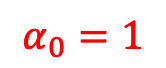 α₀ = 1